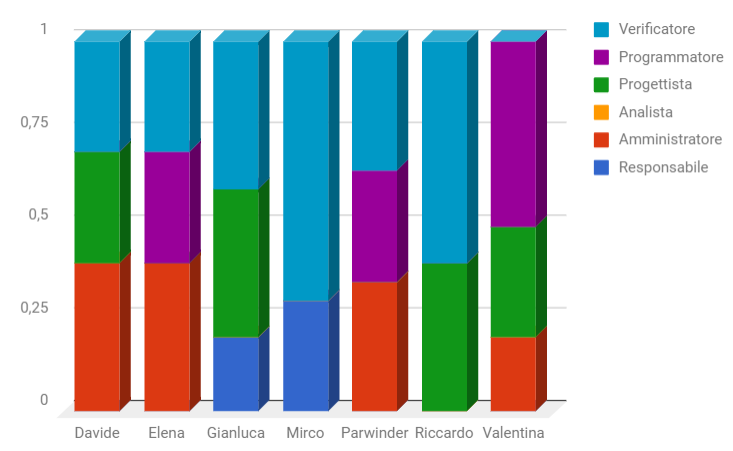 1
0,75
0,5
0,25
0
Davide Elena Gianluca Mirco Parwinder Riccardo Valentina
Verificatore
Programmatore
Progettista
Analista
Amministratore
Responsabile